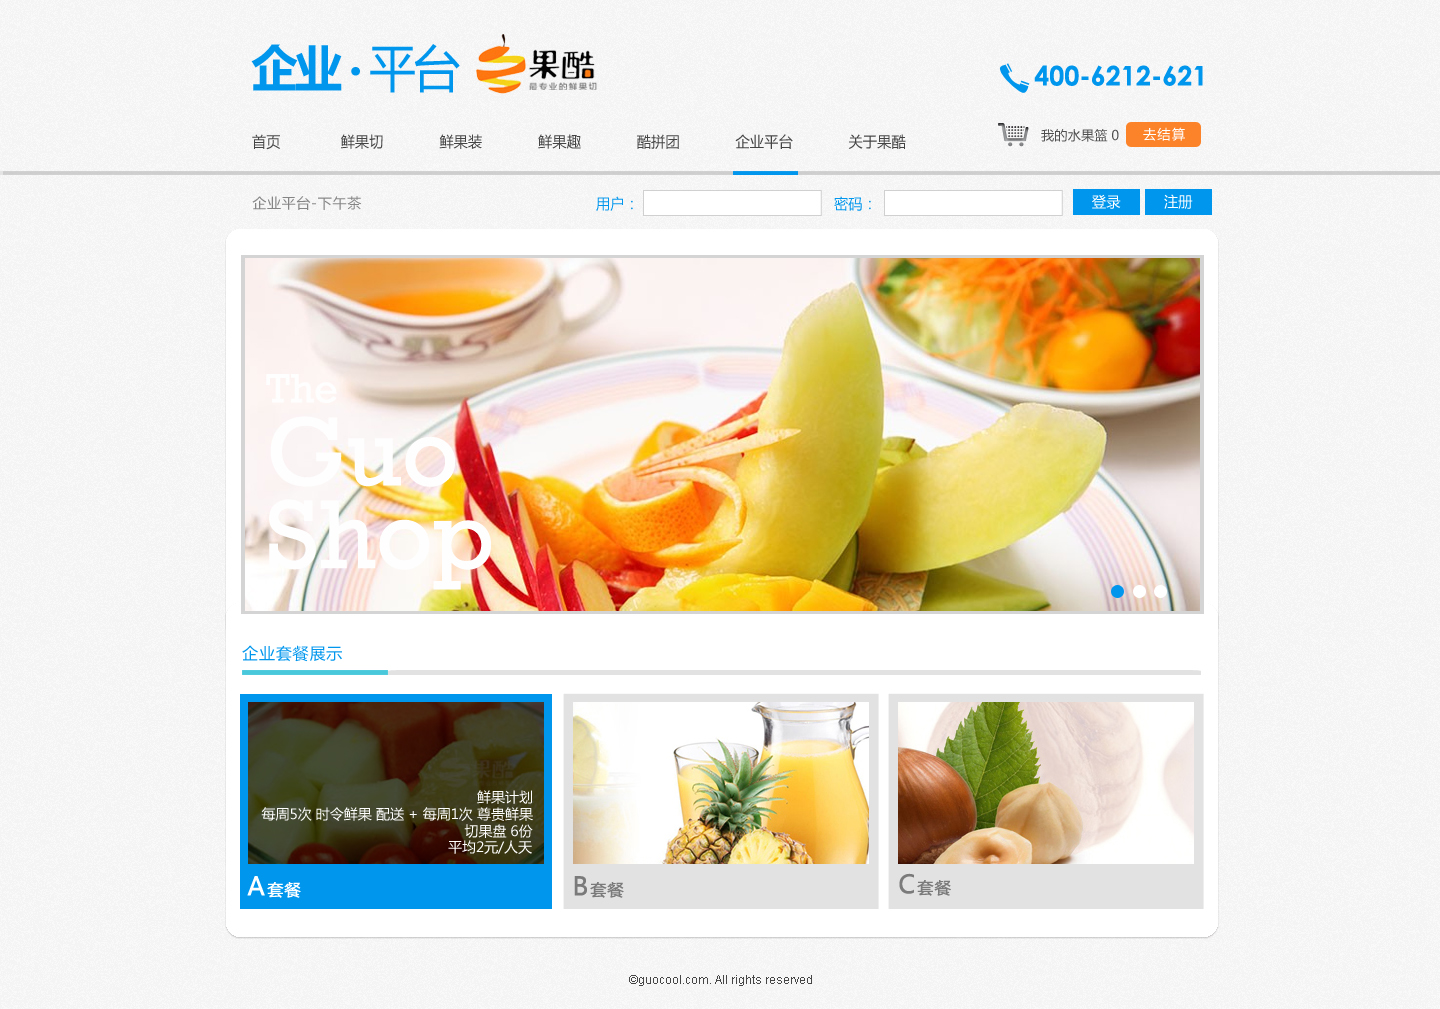 企业·平台 果酷
最专业的鲜果切
400-6212-621
首页 鲜果切 鲜果装 鲜果趣 酷拼团 企业平台 关于果酷
我的水果篮 0 去结算
企业平台-下午茶 用户： 密码： 登录 注册
The
Guo
Shop
企业套餐展示
果酷
鲜果计划
每周5次 时令鲜果 配送 + 每周1次 尊贵鲜果
切果盘 6份
平均2元/人天
A套餐
B套餐
C套餐
©guocool.com. All rights reserved